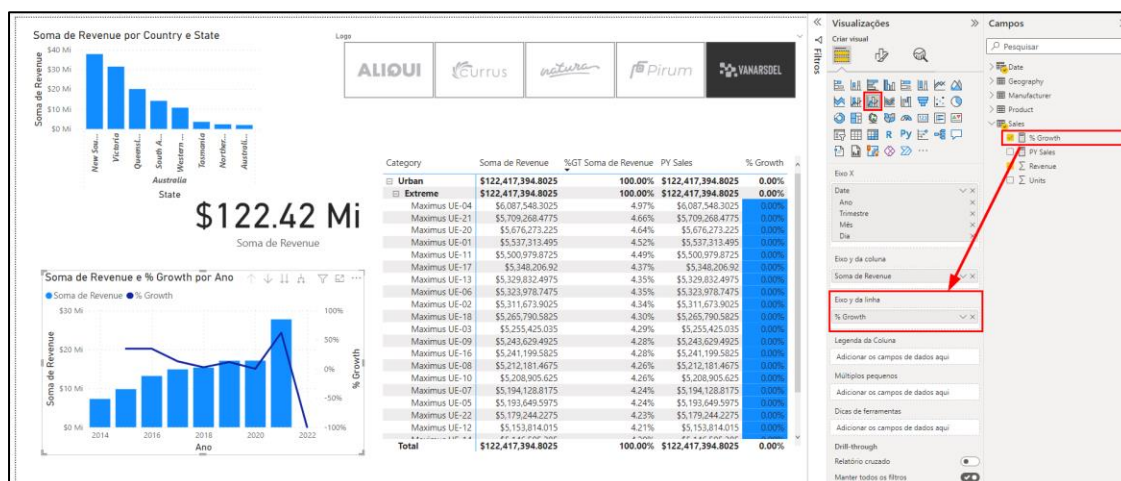 Soma de Revenue por Country e State
Soma de Revenue
$40 Mi
$30 Mi
$20 Mi
$10 Mi
$0 Mi
New Sou...
Victoria
Queensl...
South A...
Western ...
Tasmania
Norther...
Australi...
Australia
State
Logo
ALIQUI
Currus
natura
Pirum
VANARSDEL
$122.42 Mi
Soma de Revenue
Soma de Revenue e % Growth por Ano
Soma de Revenue % Growth
Soma de Revenue
$30 Mi
$20 Mi
$10 Mi
$0 Mi
100%
50%
0%
-50%
-100%
% Growth
2014 2016 2018 2020 2022
Ano
Category Soma de Revenue %GT Soma de Revenue PY Sales % Growth
Urban $122,417,394.8025 100.00% $122,417,394.8025 0.00%
Extreme $122,417,394.8025 100.00% $122,417,394.8025 0.00%
Maximus UE-04 $6,087,548.3025 4.97% $6,087,548.3025 0.00%
Maximus UE-21 $5,709,268.4775 4.66% $5,709,268.4775 0.00%
Maximus UE-20 $5,676,273.225 4.64% $5,676,273.225 0.00%
Maximus UE-01 $5,537,313.495 4.52% $5,537,313.495 0.00%
Maximus UE-11 $5,500,979.8725 4.49% $5,500,979.8725 0.00%
Maximus UE-17 $5,348,206.92 4.37% $5,348,206.92 0.00%
Maximus UE-13 $5,329,832.4975 4.35% $5,329,832.4975 0.00%
Maximus UE-06 $5,323,978.7475 4.35% $5,323,978.7475 0.00%
Maximus UE-02 $5,311,673.9025 4.34% $5,311,673.9025 0.00%
Maximus UE-18 $5,265,790.5825 4.30% $5,265,790.5825 0.00%
Maximus UE-03 $5,255,425.035 4.29% $5,255,425.035 0.00%
Maximus UE-09 $5,243,629.4925 4.28% $5,243,629.4925 0.00%
Maximus UE-16 $5,241,199.5825 4.28% $5,241,199.5825 0.00%
Maximus UE-08 $5,212,181.4675 4.26% $5,212,181.4675 0.00%
Maximus UE-10 $5,208,905.625 4.26% $5,208,905.625 0.00%
Maximus UE-07 $5,194,128.8175 4.24% $5,194,128.8175 0.00%
Maximus UE-05 $5,193,649.5975 4.24% $5,193,649.5975 0.00%
Maximus UE-22 $5,179,244.2275 4.23% $5,179,244.2275 0.00%
Maximus UE-12 $5,153,814.015 4.21% $5,153,814.015 0.00%
Total $122,417,394.8025 100.00% $122,417,394.8025 0.00%
Filtros
Visualizações
Criar visual
R Py
Eixo X
Date
Ano
Trimestre
Mês
Dia
Eixo y da coluna
Soma de Revenue
Eixo y da linha
% Growth
Legenda da Coluna
Adicionar os campos de dados aqui
Múltiplos pequenos
Adicionar os campos de dados aqui
Dicas de ferramentas
Adicionar os campos de dados aqui
Drill-through
Relatório cruzado
Manter todos os filtros
Campos
Pesquisar
Date
Geography
Manufacturer
Product
Sales
% Growth
PY Sales
Revenue
Units